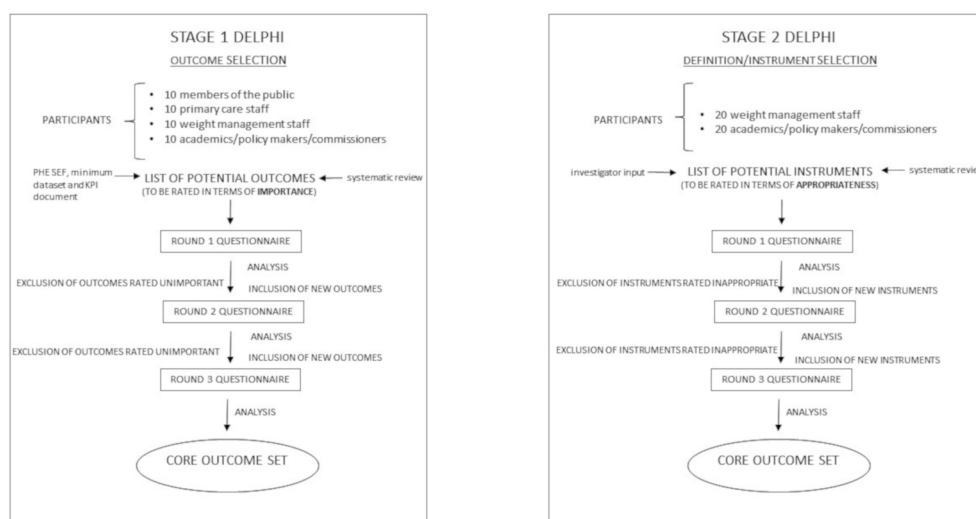 STAGE 1 DELPHI
OUTCOME SELECTION
PARTICIPANTS
• 10 members of the public
• 10 primary care staff
• 10 weight management staff
• 10 academics/policy makers/commissioners
PHE SEF, minimum
dataset and KPI
document
LIST OF POTENTIAL OUTCOMES
(TO BE RATED IN TERMS OF IMPORTANCE)
systematic review
ROUND 1 QUESTIONNAIRE
ANALYSIS
EXCLUSION OF OUTCOMES RATED UNIMPORTANT
INCLUSION OF NEW OUTCOMES
ROUND 2 QUESTIONNAIRE
ANALYSIS
EXCLUSION OF OUTCOMES RATED UNIMPORTANT
INCLUSION OF NEW OUTCOMES
ROUND 3 QUESTIONNAIRE
ANALYSIS
CORE OUTCOME SET
STAGE 2 DELPHI
DEFINITION/INSTRUMENT SELECTION
PARTICIPANTS
• 20 weight management staff
• 20 academics/policy makers/commissioners
investigator input
LIST OF POTENTIAL INSTRUMENTS
(TO BE RATED IN TERMS OF APPROPRIATENESS)
systematic revie
ROUND 1 QUESTIONNAIRE
ANALYSIS
EXCLUSION OF INSTRUMENTS RATED INAPPROPRIATE
INCLUSION OF NEW INSTRUMENTS
ROUND 2 QUESTIONNAIRE
ANALYSIS
EXCLUSION OF INSTRUMENTS RATED INAPPROPRIATE
INCLUSION OF NEW INSTRUMENTS
ROUND 3 QUESTIONNAIRE
ANALYSIS
CORE OUTCOME SET